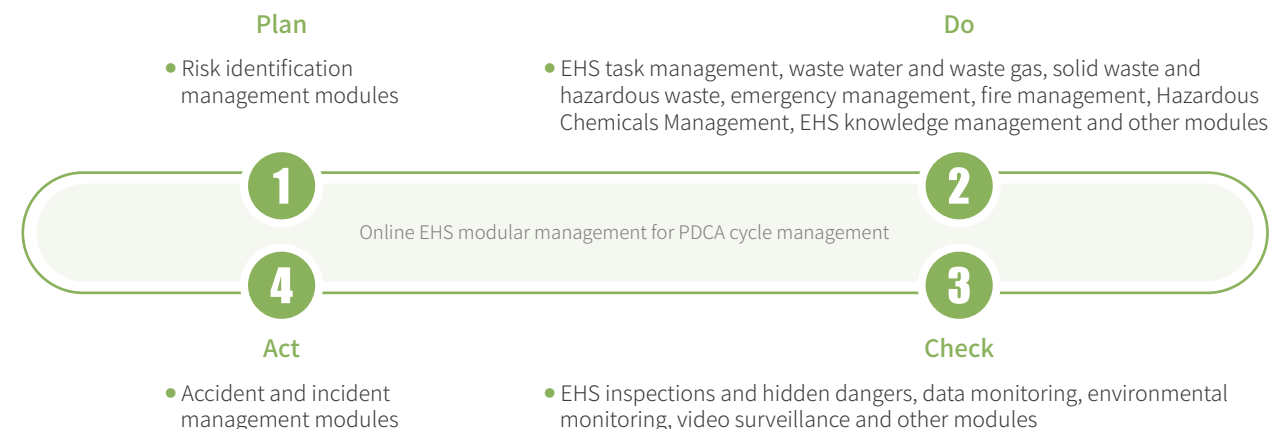 Plan
Risk identification
management modules
Do
EHS task management, waste water and waste gas, solid waste and
hazardous waste, emergency management, fire management, Hazardous
Chemicals Management, EHS knowledge management and other modules
1
2
Online EHS modular management for PDCA cycle management
4
3
Act
Accident and incident
management modules
Check
EHS inspections and hidden dangers, data monitoring, environmental
monitoring, video surveillance and other modules